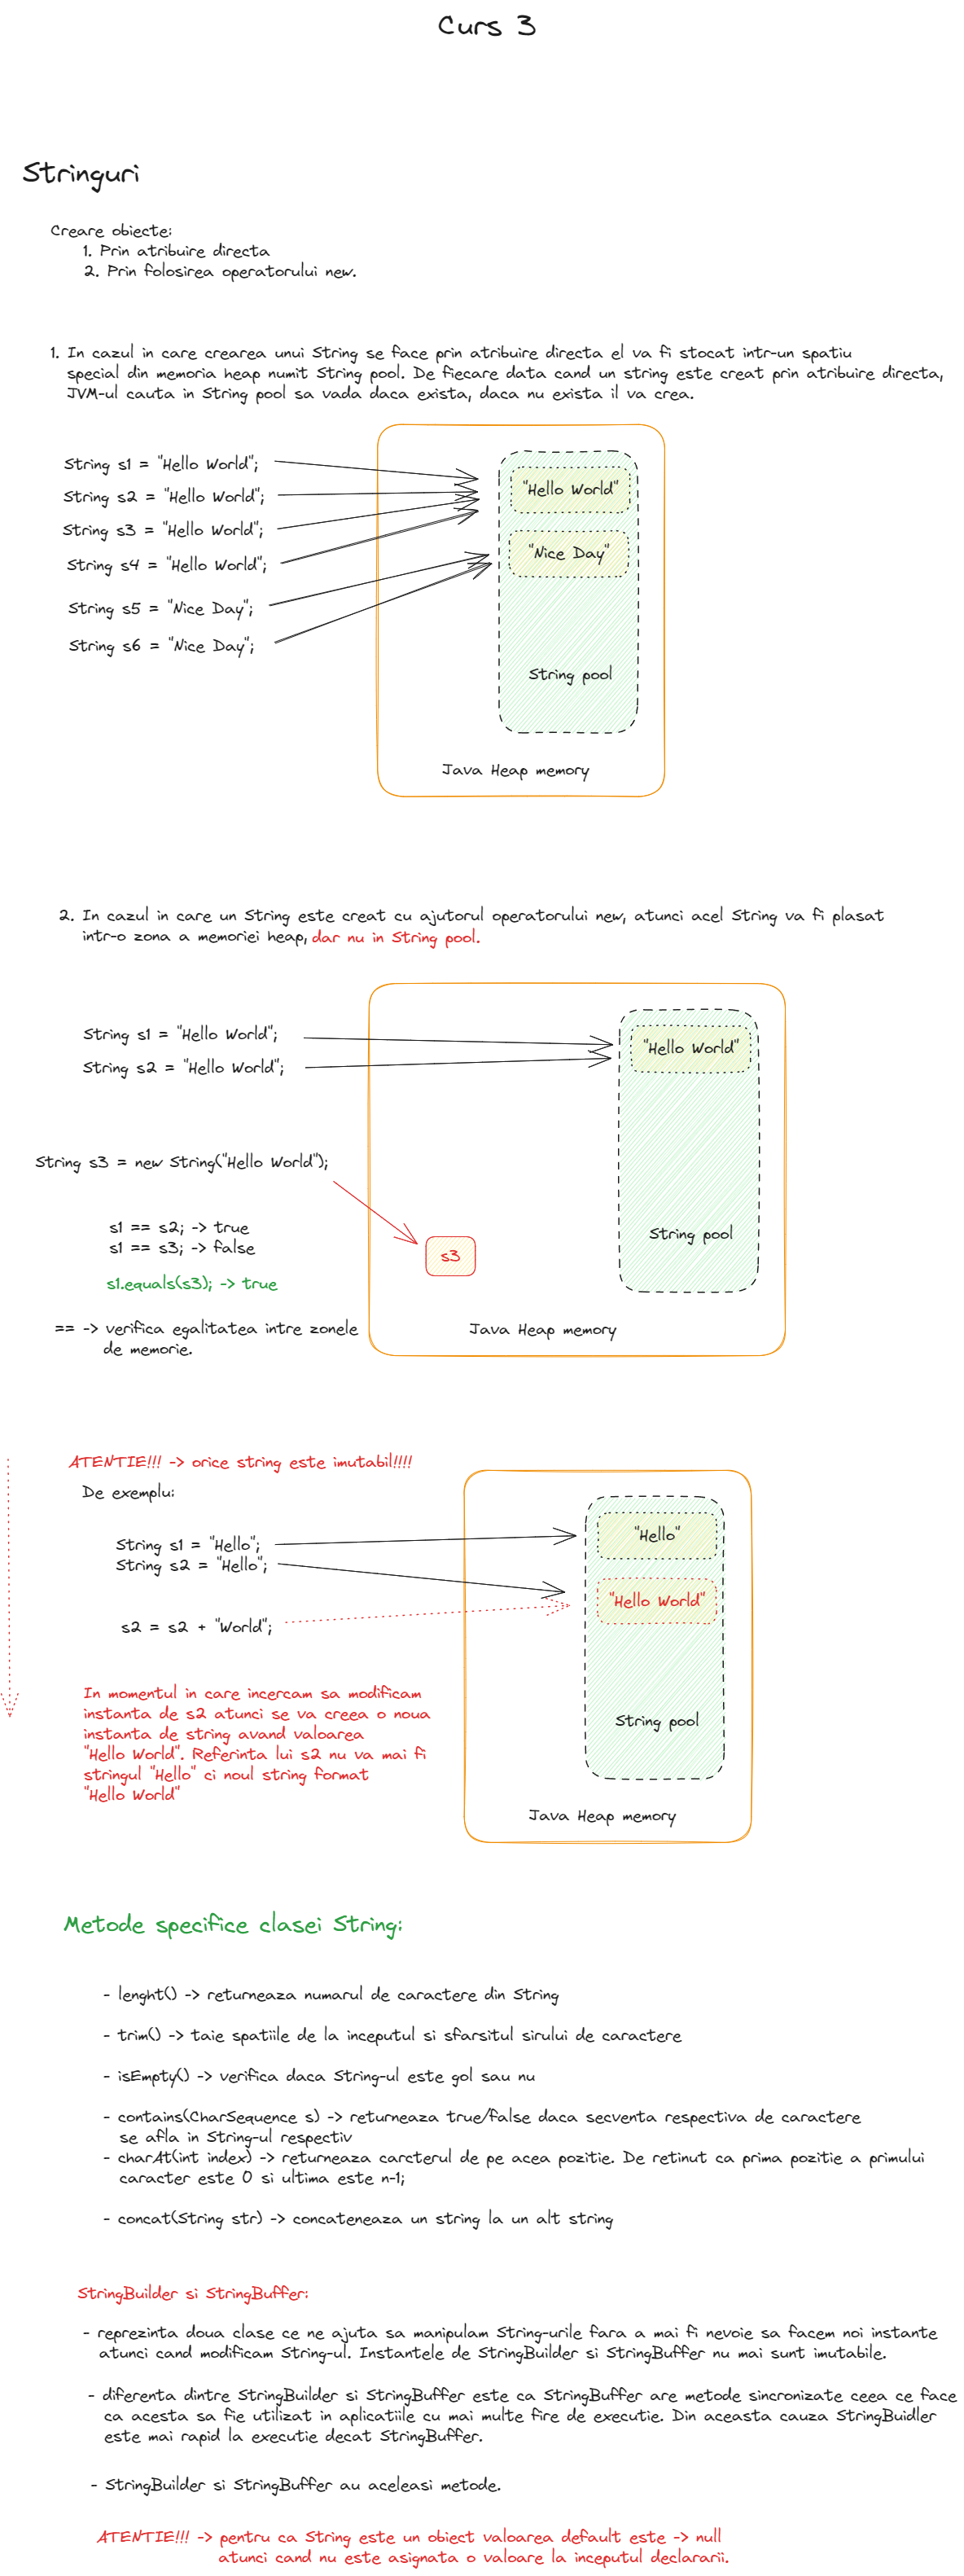 Curs 3
Stringuri
Creare obiecte:
1. Prin atribuire directa
2. Prin folosirea operatorului new.
1. In cazul in care crearea unui String se face prin atribuire directa el va fi stocat intr-un spatiu
special din memoria heap numit String pool. De fiecare data cand un string este creat prin atribuire directa,
JVM-ul cauta in String pool sa vada daca exista, daca nu exista il va crea.
String s1 = "Hello World";
String s2 = "Hello World";
String s3 = "Hello World";
String s4 = "Hello World";
String s5 = "Nice Day";
String s6 = "Nice Day";
"Hello World"
"Nice Day"
String pool
Java Heap memory
2. In cazul in care un String este creat cu ajutorul operatorului new, atunci acel String va fi plasat
intr-o zona a memoriei heap, dar nu in String pool.
String s1 = "Hello World";
String s2 = "Hello World";
"Hello World"
String s3 = new String("Hello World");
s1 == s2; -> true
s1 == s3; -> false
s1.equals(s3); -> true
s3
String pool
== -> verifica egalitatea intre zonele
de memorie.
Java Heap memory
ATENTIE!!! -> orice string este imutabil!!!!
De exemplu:
String s1 = "Hello";
String s2 = "Hello";
s2 = s2 + "World";
"Hello"
"Hello World"
In momentul in care incercam sa modificam
instanta de s2 atunci se va creea o noua
instanta de string avand valoarea
"Hello World". Referinta lui s2 nu va mai fi
stringul "Hello" ci noul string format
"Hello World"
String pool
Java Heap memory
Metode specifice clasei String:
- lenght() -> returneaza numarul de caractere din String
- trim() -> taie spatiile de la inceputul si sfarsitul sirului de caractere
- isEmpty() -> verifica daca String-ul este gol sau nu
- contains(CharSequence s) -> returneaza true/false daca secventa respectiva de caractere
se afla in String-ul respectiv
- charAt(int index) -> returneaza carcterul de pe acea pozitie. De retinut ca prima pozitie a primului
caracter este 0 si ultima este n-1;
- concat(String str) -> concateneaza un string la un alt string
StringBuilder si StringBuffer:
- reprezinta doua clase ce ne ajuta sa manipulam String-urile fara a mai fi nevoie sa facem noi instante
atunci cand modificam String-ul. Instantele de StringBuilder si StringBuffer nu mai sunt imutabile.
- diferenta dintre StringBuilder si StringBuffer este ca StringBuffer are metode sincronizate ceea ce face
ca acesta sa fie utilizat in aplicatiile cu mai multe fire de executie. Din aceasta cauza StringBuidler
este mai rapid la executie decat StringBuffer.
- StringBuilder si StringBuffer au aceleasi metode.
ATENTIE!!! -> pentru ca String este un obiect valoarea default este -> null
atunci cand nu este asignata o valoare la inceputul declararii.